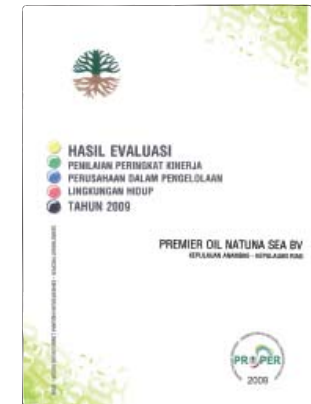 HASIL EVALUASI
PENILAIAN PERINGKAT KINERJA
PERUSAHAAN DALAM PENGELOLAAN
LINGKUNGAN HIDUP
TAHUN 2009
PREMIER OIL NATUNA SEA BV
KEPULAUAN ANAMBAS - KEPULAUAN RIAU
PROPER
2009